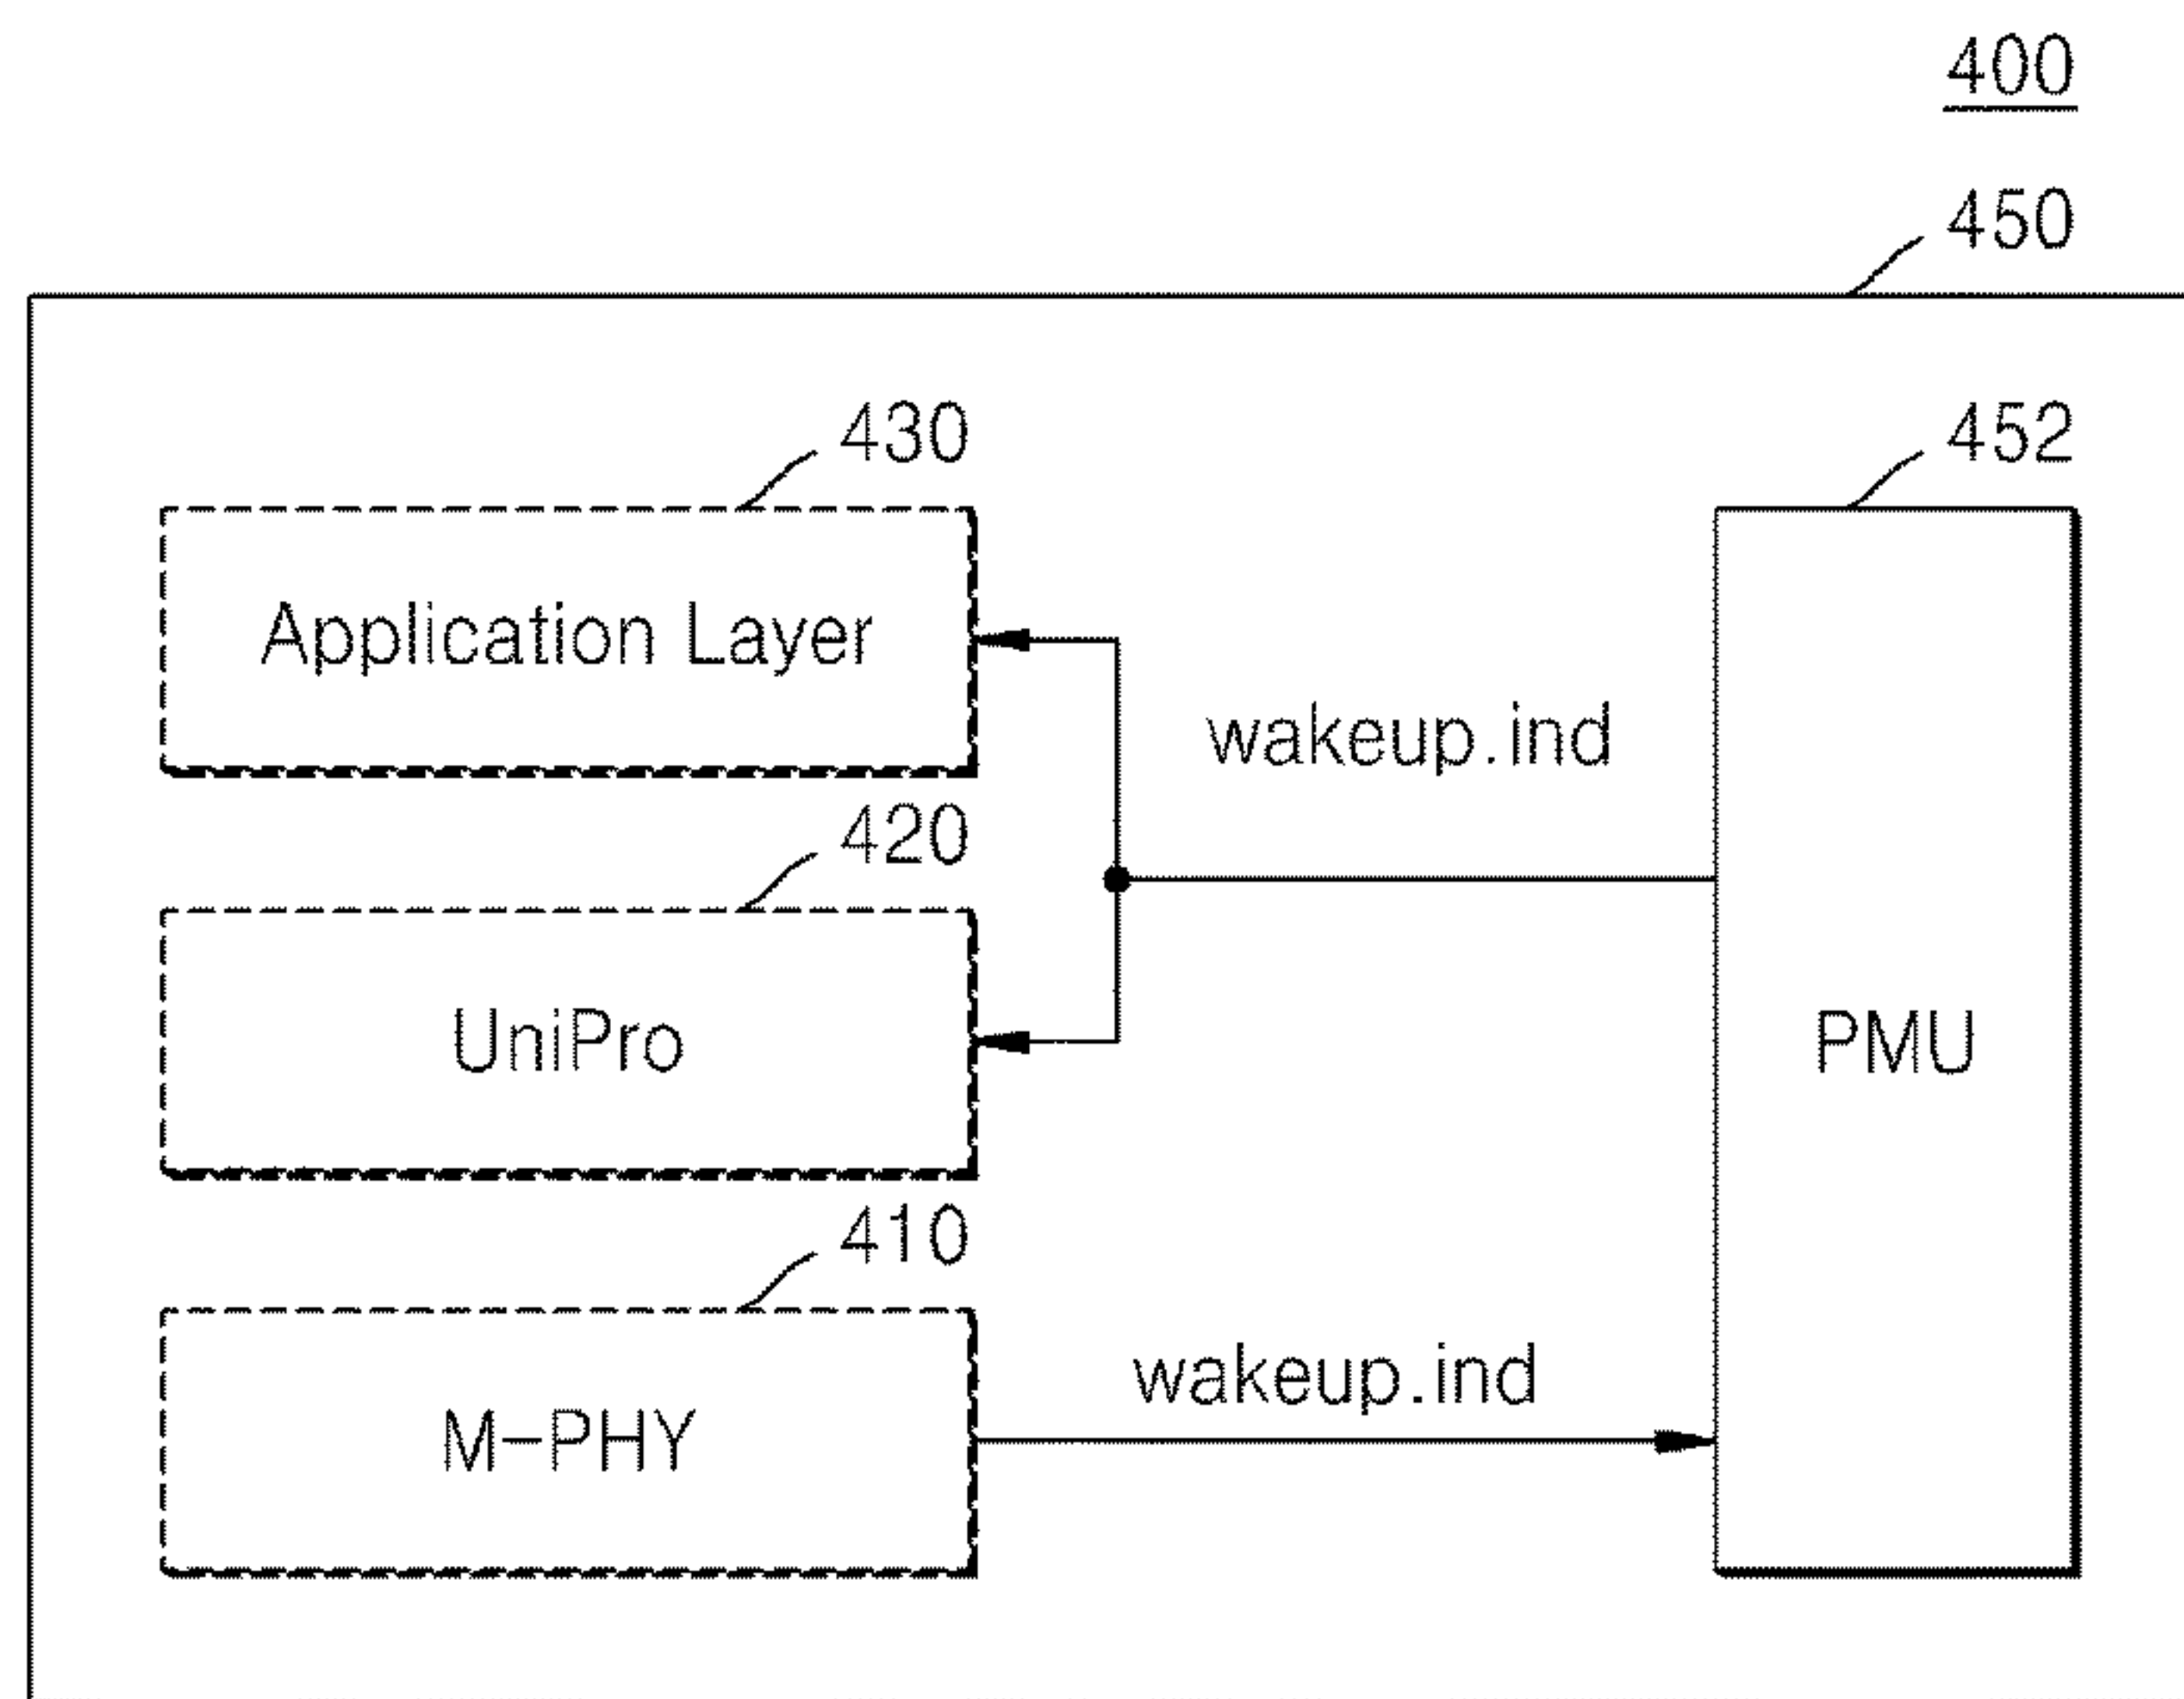 400
450
430
452
Application Layer
wakeup.ind
420
UniPro
PMU
410
wakeup.ind
M-PHY